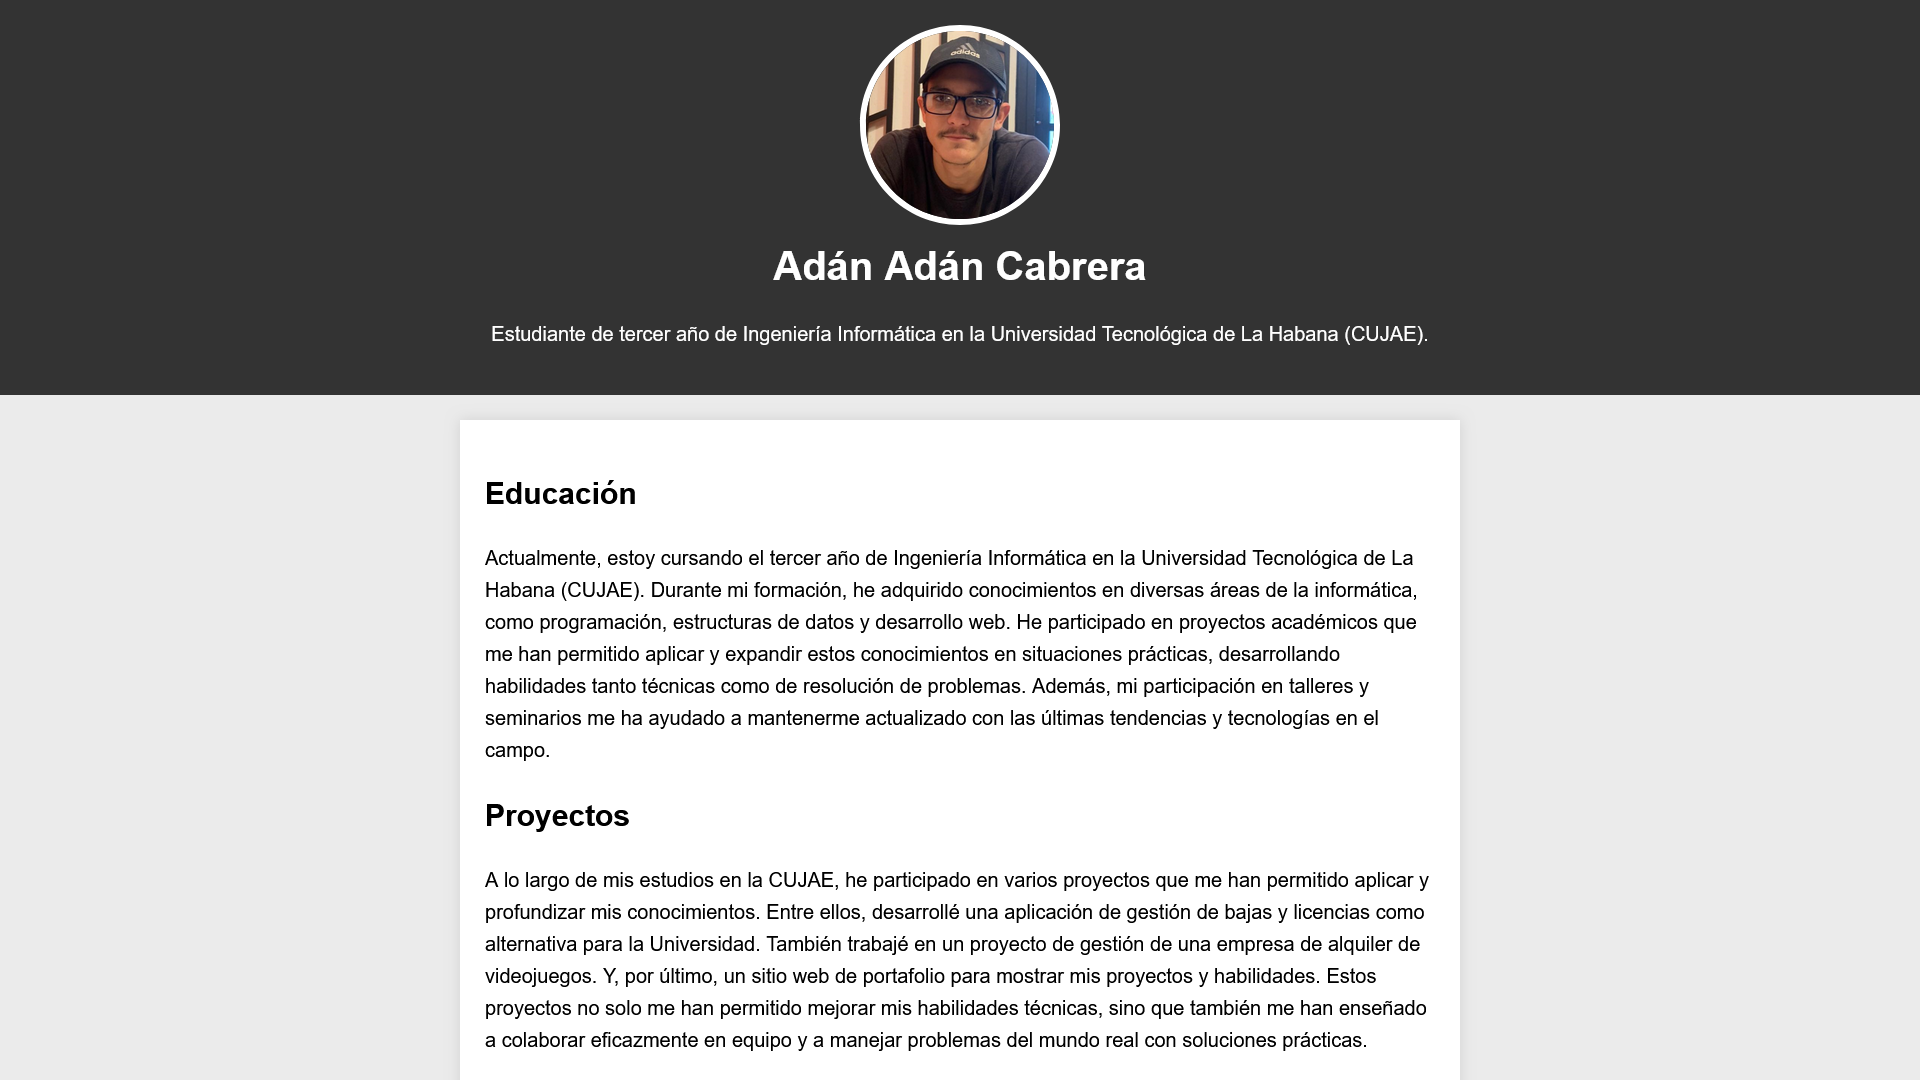 adidas
Adán Adán Cabrera
Estudiante de tercer año de Ingeniería Informática en la Universidad Tecnológica de La Habana (CUJAE).
Educación
Actualmente, estoy cursando el tercer año de Ingeniería Informática en la Universidad Tecnológica de La
Habana (CUJAE). Durante mi formación, he adquirido conocimientos en diversas áreas de la informática,
como programación, estructuras de datos y desarrollo web. He participado en proyectos académicos que
me han permitido aplicar y expandir estos conocimientos en situaciones prácticas, desarrollando
habilidades tanto técnicas como de resolución de problemas. Además, mi participación en talleres y
seminarios me ha ayudado a mantenerme actualizado con las últimas tendencias y tecnologías en el
campo.
Proyectos
A lo largo de mis estudios en la CUJAE, he participado en varios proyectos que me han permitido aplicar y
profundizar mis conocimientos. Entre ellos, desarrollé una aplicación de gestión de bajas y licencias como
alternativa para la Universidad. También trabajé en un proyecto de gestión de una empresa de alquiler de
videojuegos. Y, por último, un sitio web de portafolio para mostrar mis proyectos y habilidades. Estos
proyectos no solo me han permitido mejorar mis habilidades técnicas, sino que también me han enseñado
a colaborar eficazmente en equipo y a manejar problemas del mundo real con soluciones prácticas.